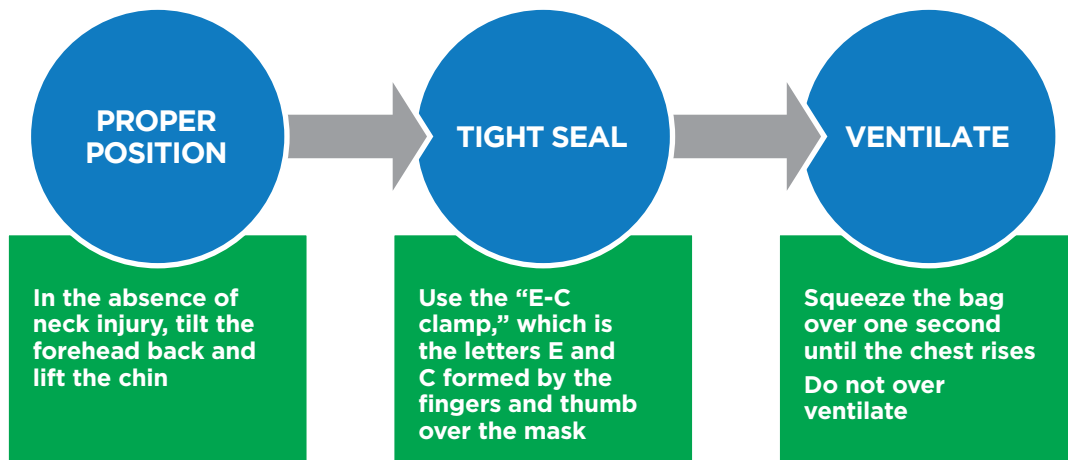 PROPER
POSITION
In the absence of
neck injury, tilt the
forehead back and
lift the chin
TIGHT SEAL
Use the “E-C
clamp,” which is
the letters E and
C formed by the
fingers and thumb
over the mask
VENTILATE
Squeeze the bag
over one second
until the chest rises
Do not over
ventilate